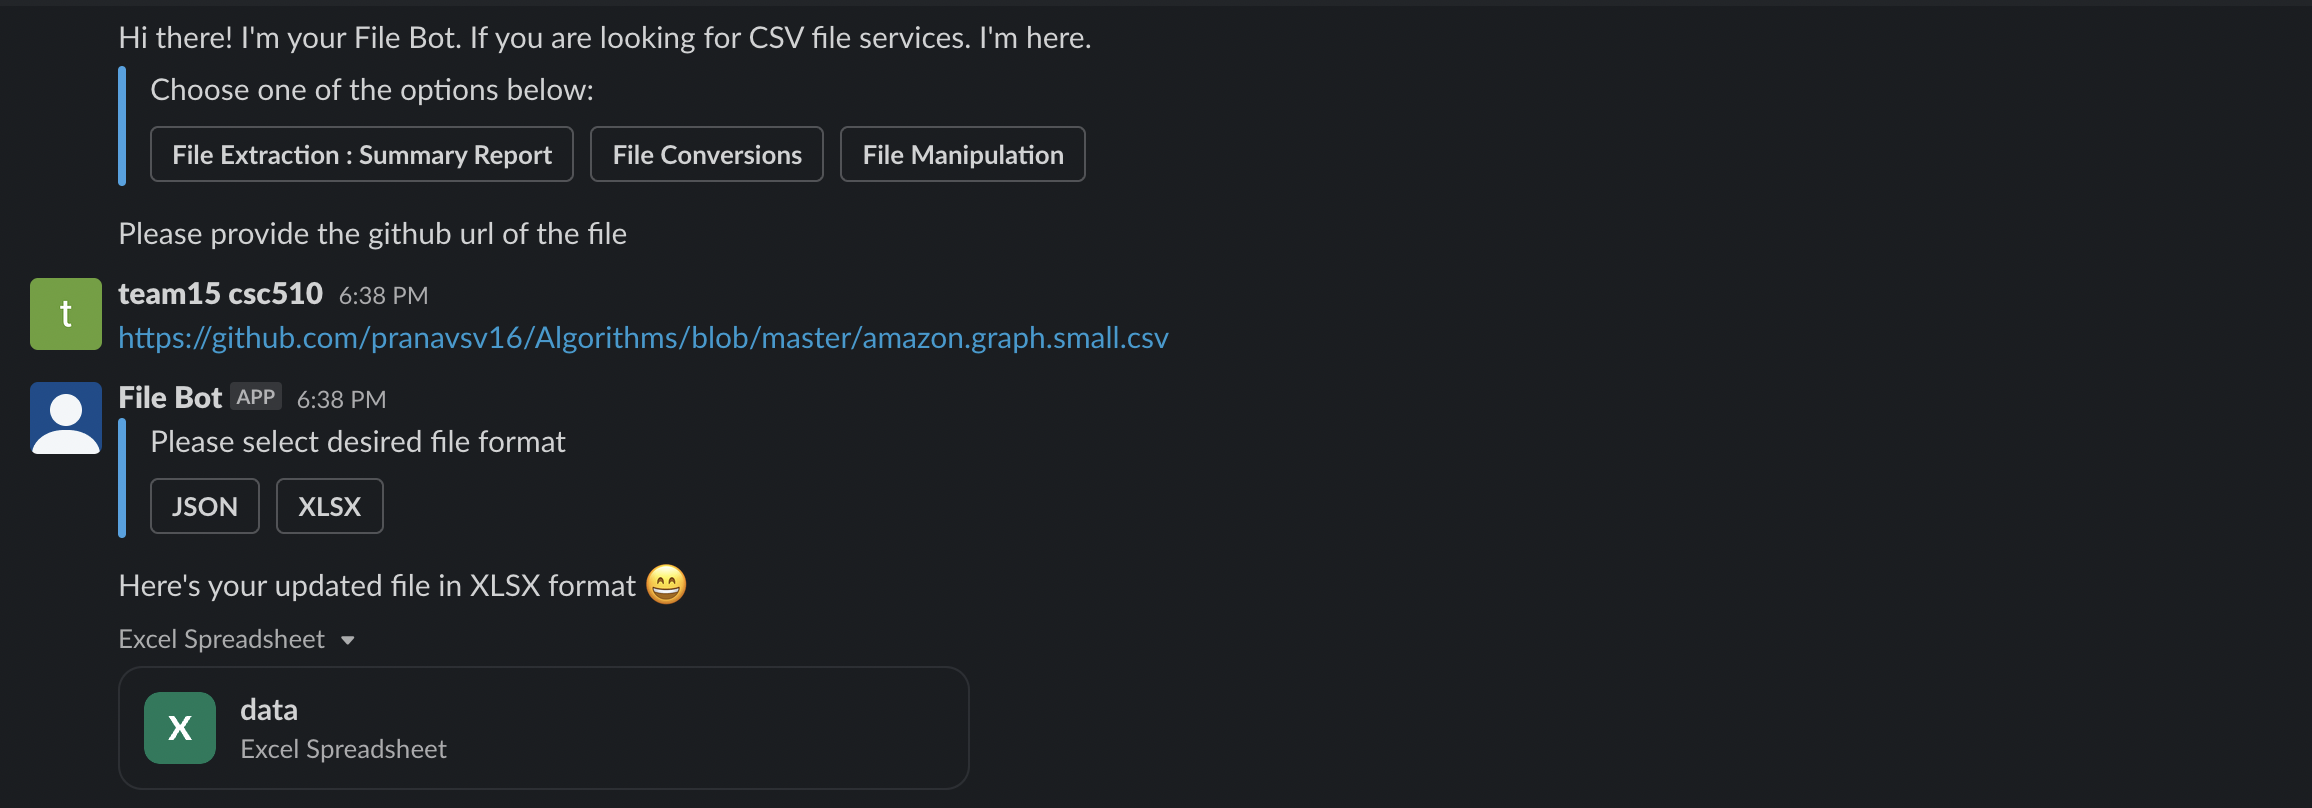 Hi there! I'm your File Bot. If you are looking for CSV file services. I'm here.
Choose one of the options below:
File Extraction : Summary Report File Conversions File Manipulation
Please provide the github url of the file
t
team15 csc510 6:38 PM
https://github.com/pranavsv16/Algorithms/blob/master/amazon.graph.small.csv
File Bot APP 6:38 PM
Please select desired file format
JSON XLSX
Here's your updated file in XLSX format
Excel Spreadsheet
X
data
Excel Spreadsheet